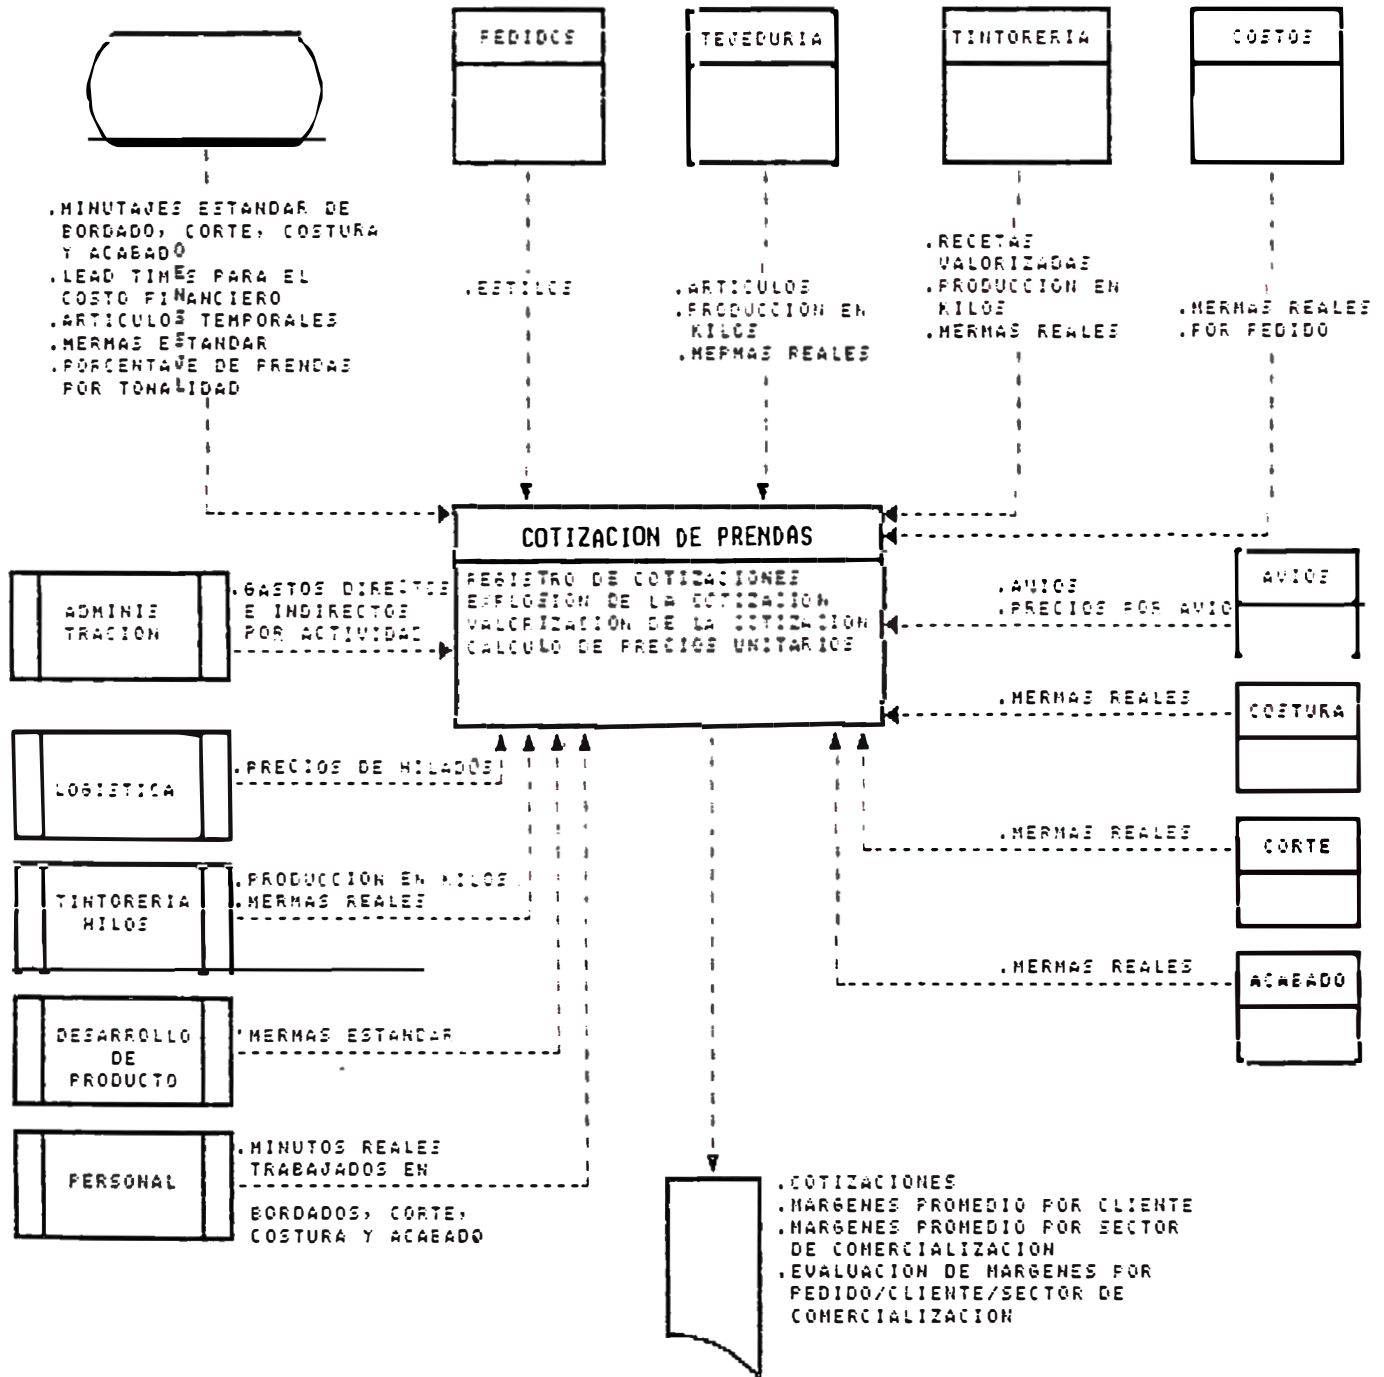 PEDIDOS
TEJEDURIA
TINTORERIA
COSTOS
.MINUTAJES ESTANDAR DE
BORDADO, CORTE, COSTURA
Y ACABADO
.LEAD TIMES PARA EL
COSTO FINANCIERO
.ARTICULOS TEMPORALES
.MERMAS ESTANDAR
.PORCENTAJE DE PRENDAS
POR TONALIDAD
.ESTILOS
.ARTICULOS
.PRODUCCION EN
KILOS
.MERMAS REALES
.RECETAS
VALORIZADAS
.PRODUCCION EN
KILOS
.MERMAS REALES
.MERMAS REALES
.POR PEDIDO
COTIZACION DE PRENDAS
REGISTRO DE COTIZACIONES
EXPLOSION DE LA COTIZACION
VALORIZACION DE LA COTIZACION
CALCULO DE PRECIOS UNITARIOS
ADMINIS
TRACION
.GASTOS DIRECTOS
E INDIRECTOS
POR ACTIVIDAD
.AVIOS
.PRECIOS POR AVIO
AVIOS
.MERMAS REALES
COSTURA
LOGISTICA
.PRECIOS DE HILADOS
.MERMAS REALES
CORTE
TINTORERIA
HILOS
.PRODUCCION EN KILOS
.MERMAS REALES
.MERMAS REALES
ACABADO
DESARROLLO
DE
PRODUCTO
'MERMAS ESTANDAR
PERSONAL
.MINUTOS REALES
TRABAJADOS EN
BORDADOS, CORTE,
COSTURA Y ACABADO
.COTIZACIONES
.MARGENES PROMEDIO POR CLIENTE
.MARGENES PROMEDIO POR SECTOR
DE COMERCIALIZACION
.EVALUACION DE MARGENES POR
PEDIDO/CLIENTE/SECTOR DE
COMERCIALIZACION